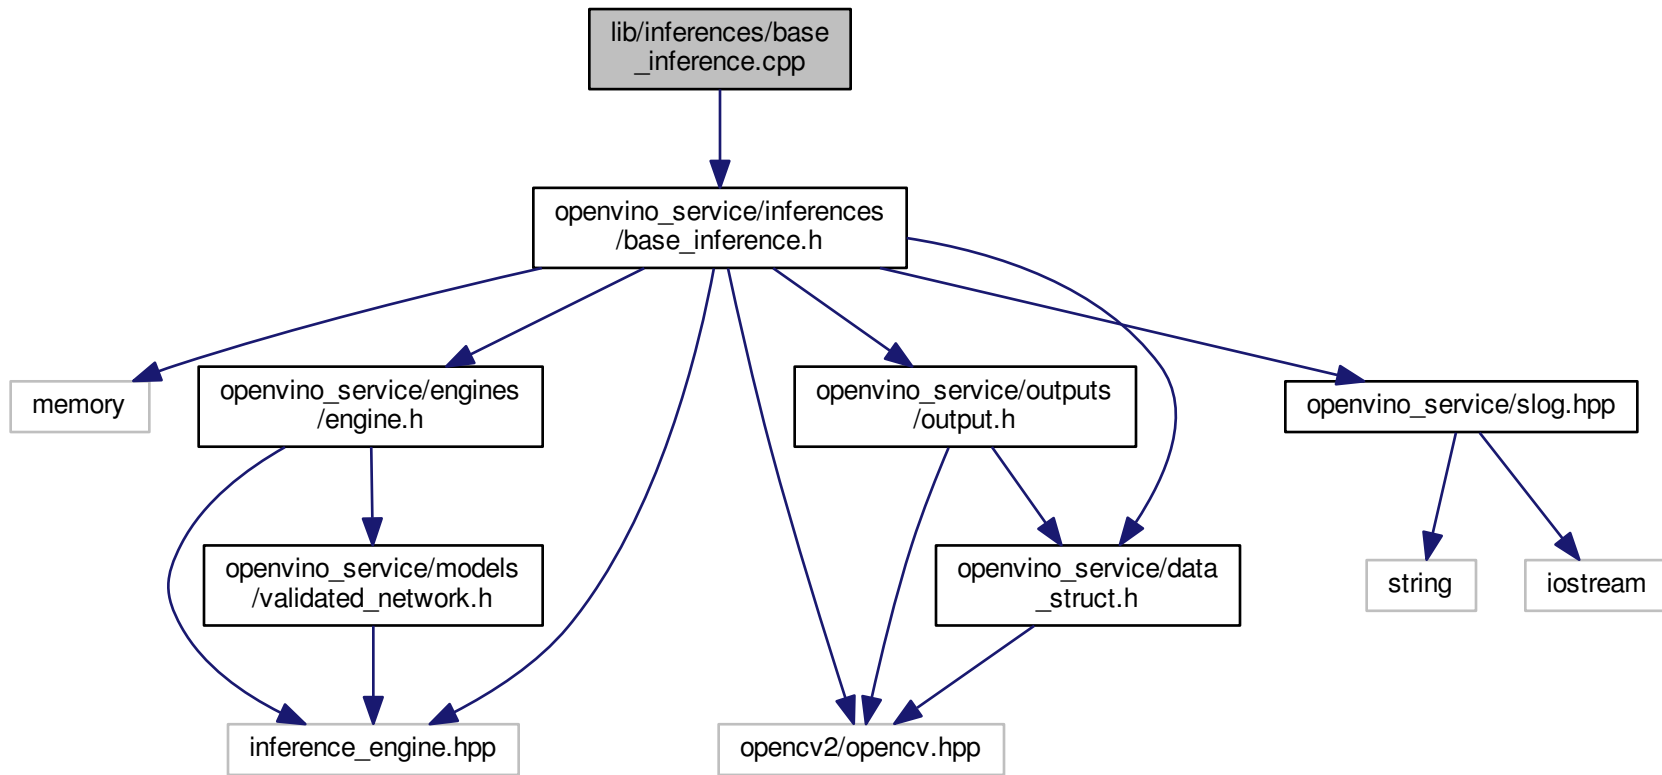 lib/inferences/base
_inference.cpp
openvino_service/inferences
/base_inference.h
memory
openvino_service/engines
/engine.h
openvino_service/outputs
/output.h
openvino_service/slog.hpp
openvino_service/models
/validated_network.h
openvino_service/data
_struct.h
string
iostream
inference_engine.hpp
opencv2/opencv.hpp